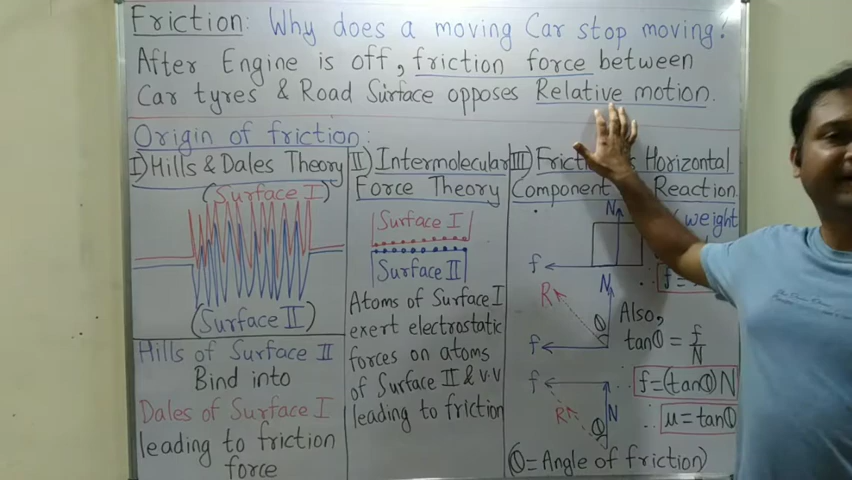 Friction: Why does a moving Car stop moving?
After Engine is off, friction force between
Car tyres & Road Surface opposes Relative motion.
Origin of friction:
I) Hills & Dales Theory
(Surface I)
(Surface II)
Hills of Surface II
Bind into
Dales of Surface I
leading to friction
force
II) Intermolecular
Force Theory
Surface I
Surface II
Atoms of Surface I
exert electrostatic
forces on atoms
of Surface II & v.v
leading to friction
III) Horizontal
Component Reaction.
N
weight
f
∴ f=
N
R
θ
f
Also,
tanθ = f/N
f
R
θ
N
∴ f=(tanθ)N
∴ μ=tanθ
(θ=Angle of friction)